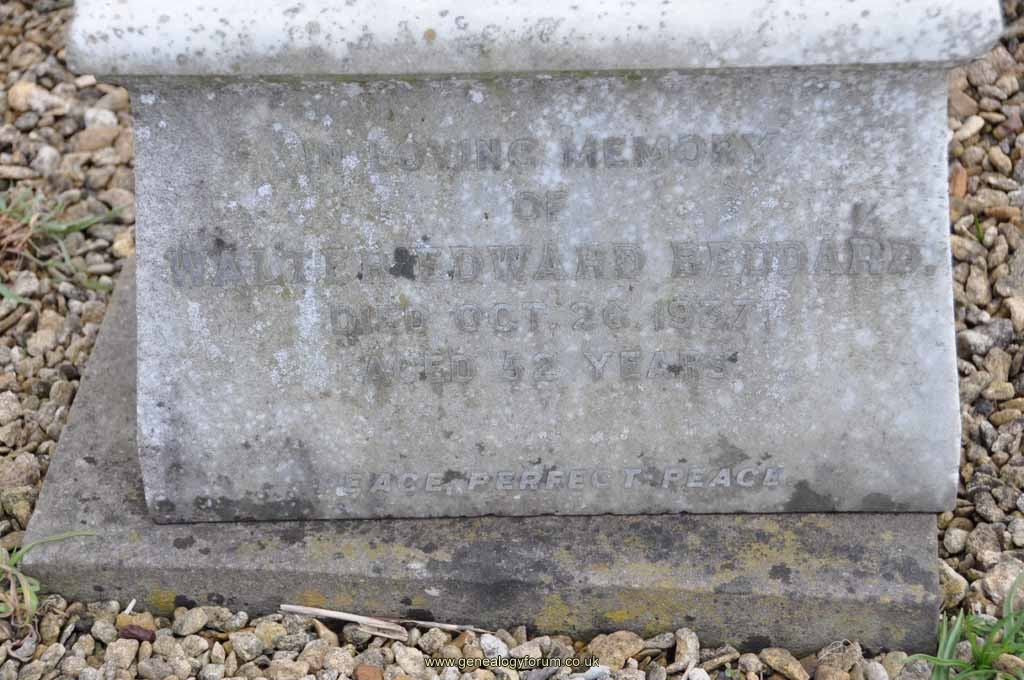 IN LOVING MEMORY
OF
WALTER EDWARD BEDDARD.
DIED OCT. 26. 1937
AGED 52 YEARS
PEACE, PERFECT PEACE
www.genealogyforum.co.uk